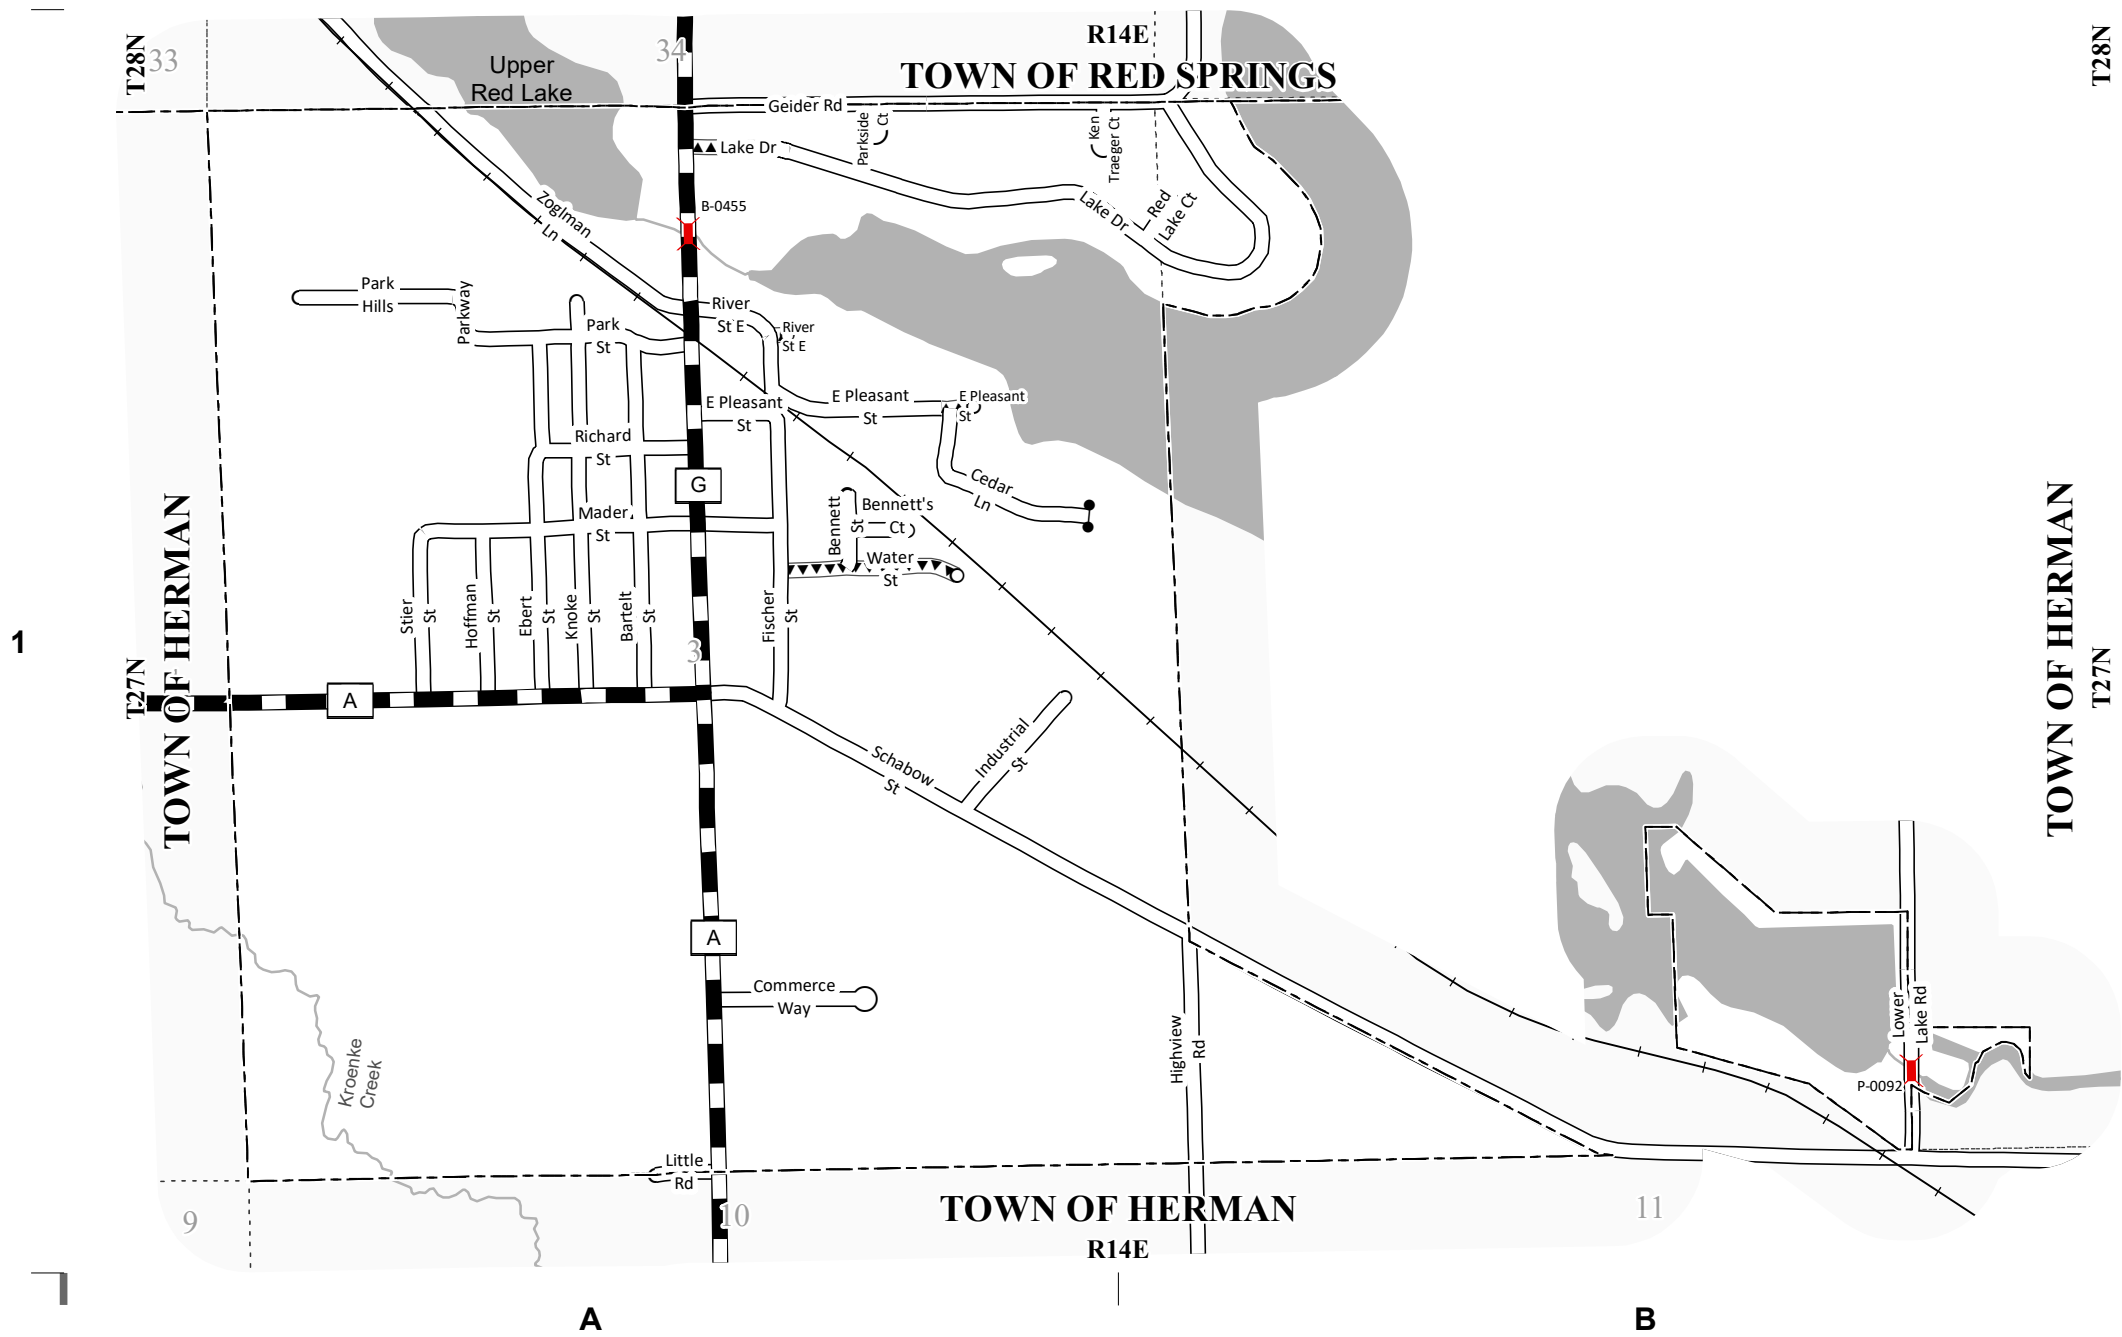 R14E
TOWN OF RED SPRINGS
T28N
33
34
T28N
Upper
Red Lake
Geider Rd
Parkside
Ct
Ken
Traeger Ct
Lake Dr
Lake Dr
Red
Lake Ct
B-0455
Zoglman
Ln
Park
Hills
Parkway
River
St E
River
St E
Park
St
E Pleasant
St
E Pleasant
St
E Pleasant
St
Richard
St
G
Cedar
Ln
Bennett
St
Bennett's
Ct
Mader
St
Water
St
Stier
St
Hoffman
St
Ebert
St
Knoke
St
Bartelt
St
Fischer
St
1
TOWN OF HERMAN
T27N
3
TOWN OF HERMAN
T27N
A
Industrial
St
Schabow
St
A
Commerce
Way
Highview
Rd
Lower
Lake Rd
P-0092
Kroenke
Creek
Little
Rd
9
10
11
TOWN OF HERMAN
R14E
A
B